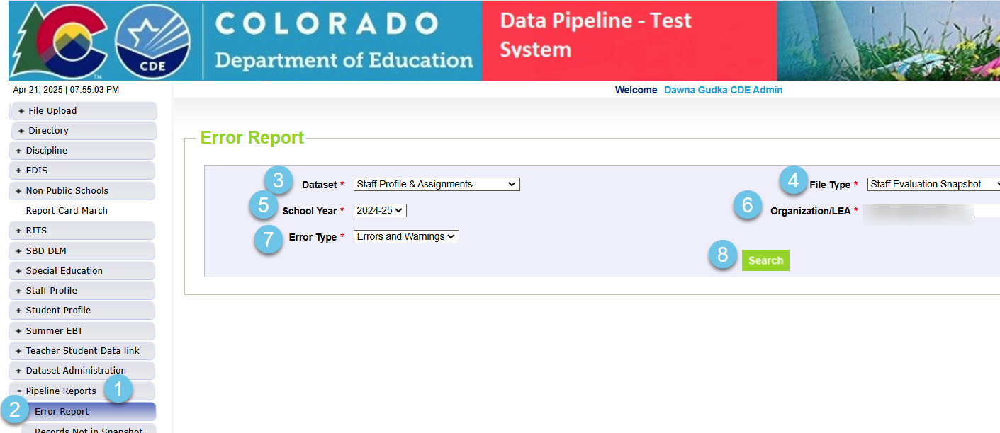 COLORADO
Department of Education
TM
CDE
Data Pipeline - Test
System
Apr 21, 2025 | 07:55:03 PM
Welcome Dawna Gudka CDE Admin
+ File Upload
+ Directory
+ Discipline
+ EDIS
+ Non Public Schools
Report Card March
+ RITS
+ SBD DLM
+ Special Education
+ Staff Profile
+ Student Profile
+ Summer EBT
+ Teacher Student Data link
+ Dataset Administration
- Pipeline Reports 1
2 Error Report
Records Not in Snapshot
Error Report
3 Dataset * Staff Profile & Assignments
4 File Type * Staff Evaluation Snapshot
5 School Year * 2024-25
6 Organization/LEA *
7 Error Type * Errors and Warnings
8 Search